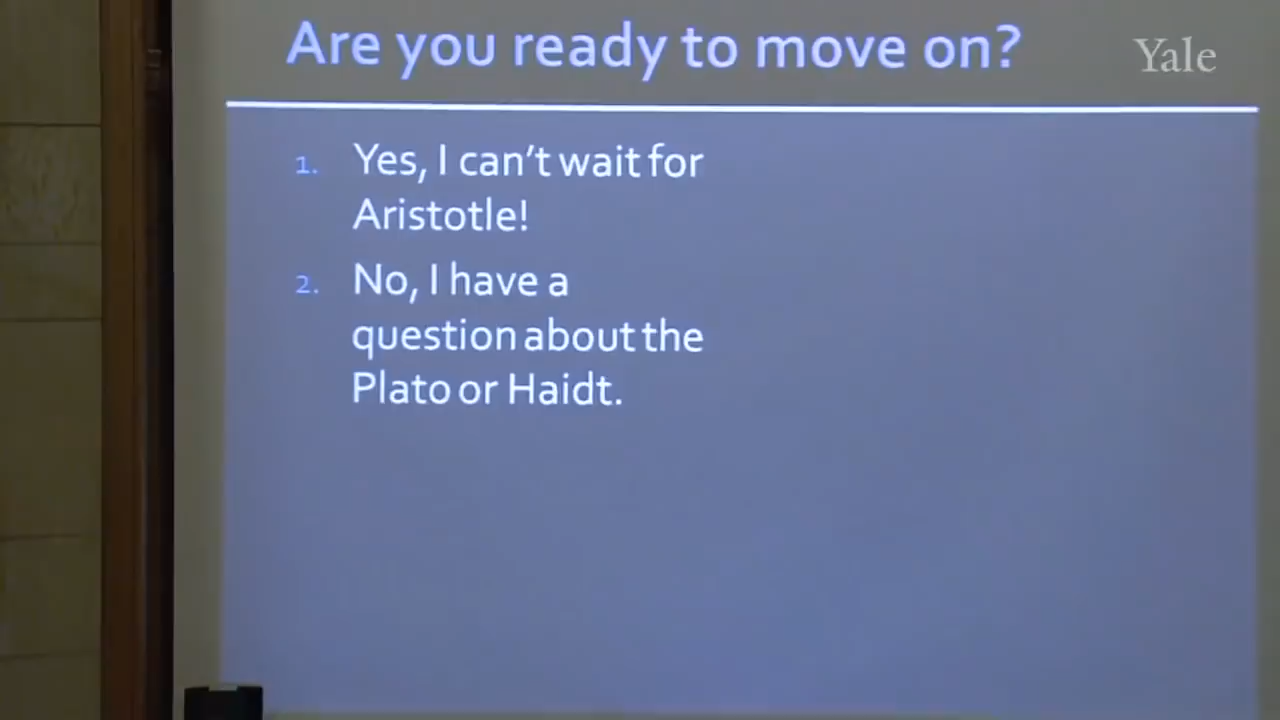 Are you ready to move on?
Yale
1. Yes, I can't wait for
Aristotle!
2. No, I have a
question about the
Plato or Haidt.